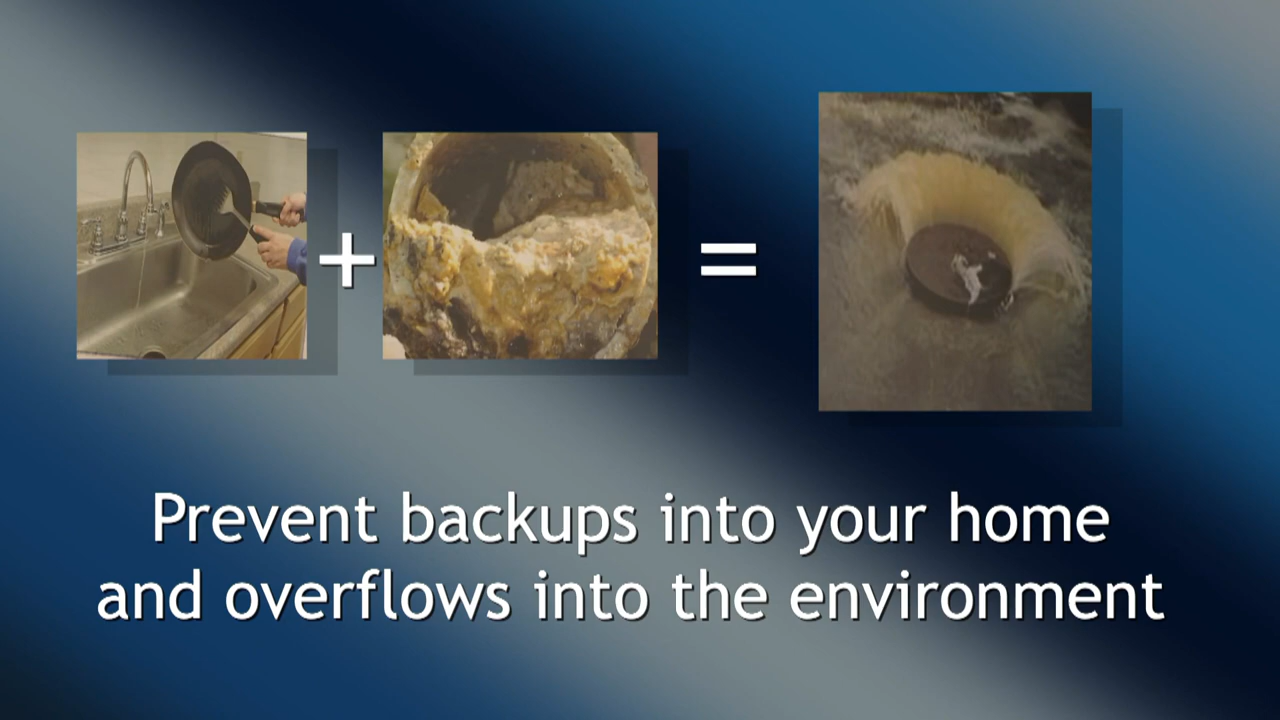 + =
Prevent backups into your home
and overflows into the environment